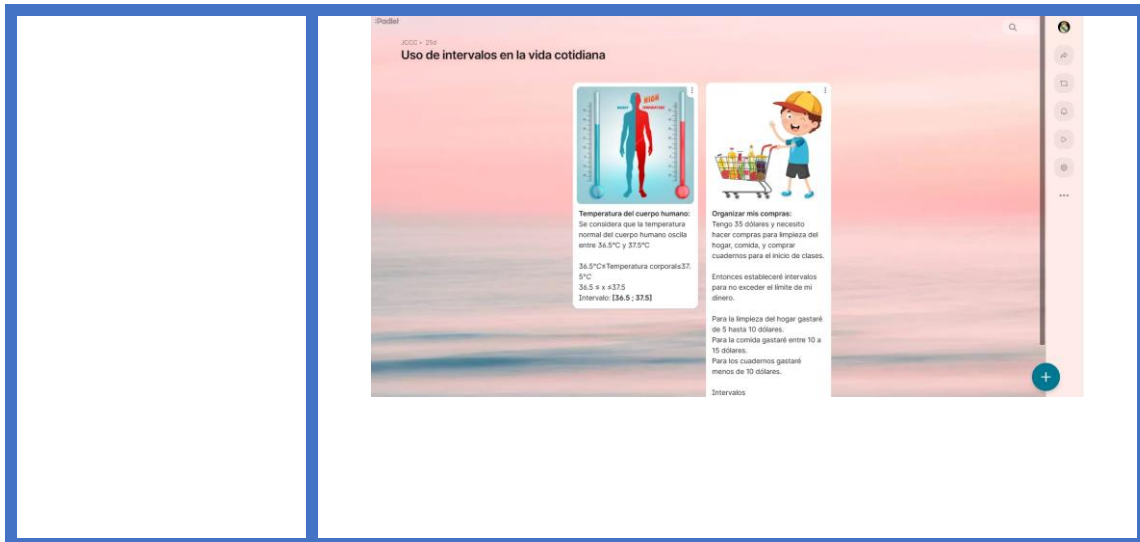 :Padlet
JCCC • 25d
Uso de intervalos en la vida cotidiana
HIGH
TEMPERATURE
Temperatura del cuerpo humano:
Se considera que la temperatura
normal del cuerpo humano oscila
entre 36.5°C y 37.5°C
36.5°C≤Temperatura corporal≤37.
5°C
36.5 ≤ x ≤37.5
Intervalo: [36.5 ; 37.5]
Organizar mis compras:
Tengo 35 dólares y necesito
hacer compras para limpieza del
hogar, comida, y comprar
cuadernos para el inicio de clases.
Entonces estableceré intervalos
para no exceder el límite de mi
dinero.
Para la limpieza del hogar gastaré
de 5 hasta 10 dólares.
Para la comida gastaré entre 10 a
15 dólares.
Para los cuadernos gastaré
menos de 10 dólares.
Intervalos